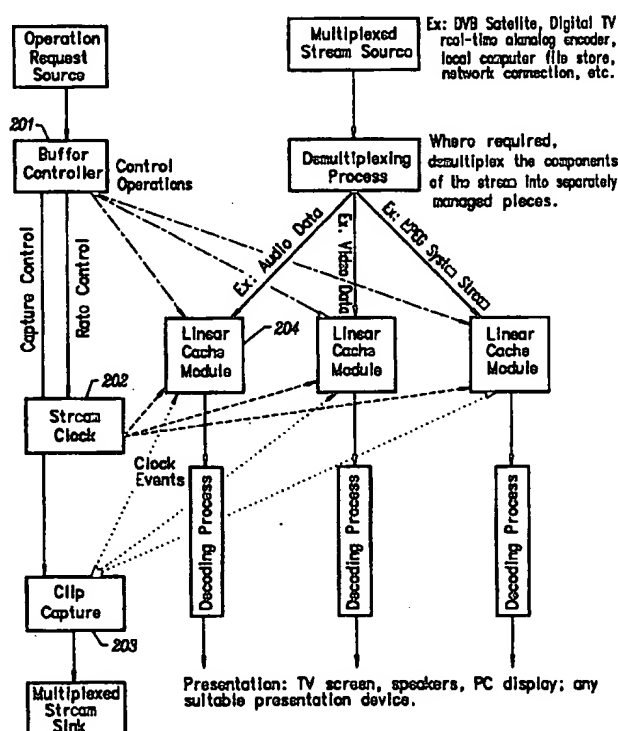 Operation
Request
Source
Multiplexed
Stream Source
Ex: DVB Satelite, Digital TV
real-time analog encoder,
local computer file store,
network connection, etc.
201
Buffor
Controller
Control
Operations
Demultiplexing
Process
Where required,
demultiplex the components
of the stream into separately
managed pieces.
Capture Control
Rato Control
Ex: Audio Data
Ex. Video Data
Ex: MPEG System Stream
Linear
Cache
Module
204
Linear
Cache
Module
Linear
Cache
Module
202
Stream
Clock
Clock
Events
Decoding Process
Decoding Process
Decoding Process
Clip
Capture
203
Multiplexed
Stream
Sink
Presentation: TV screen, speakers, PC display; any
suitable presentation device.